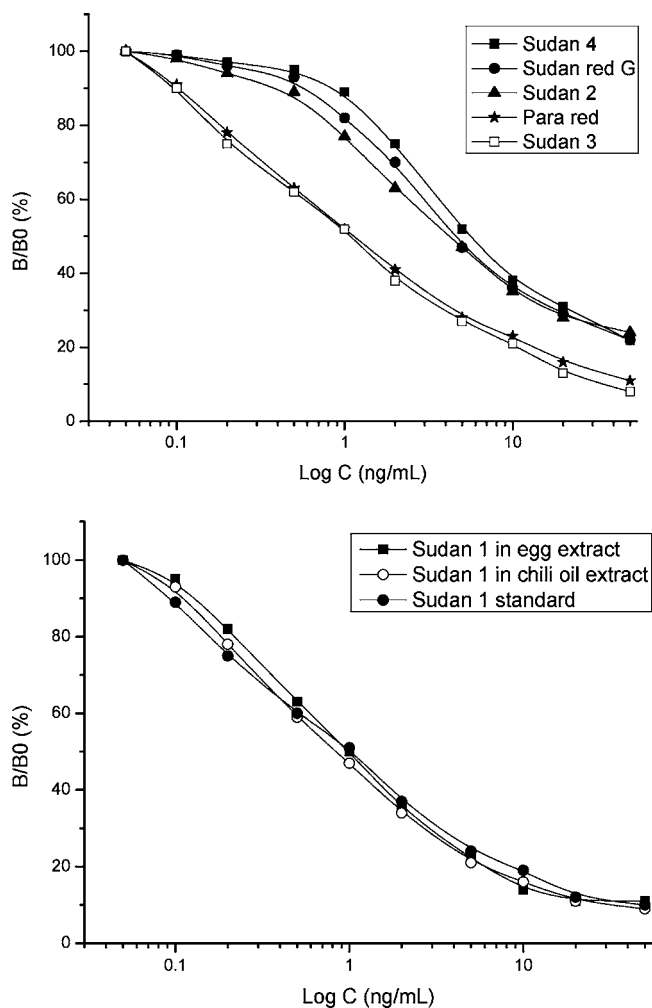 100
80
60
40
20
0
B/B0 (%)
Sudan 4
Sudan red G
Sudan 2
Para red
Sudan 3
0.1
1
10
Log C (ng/mL)
100
80
60
40
20
0
B/B0 (%)
Sudan 1 in egg extract
Sudan 1 in chili oil extract
Sudan 1 standard
0.1
1
10
Log C (ng/mL)